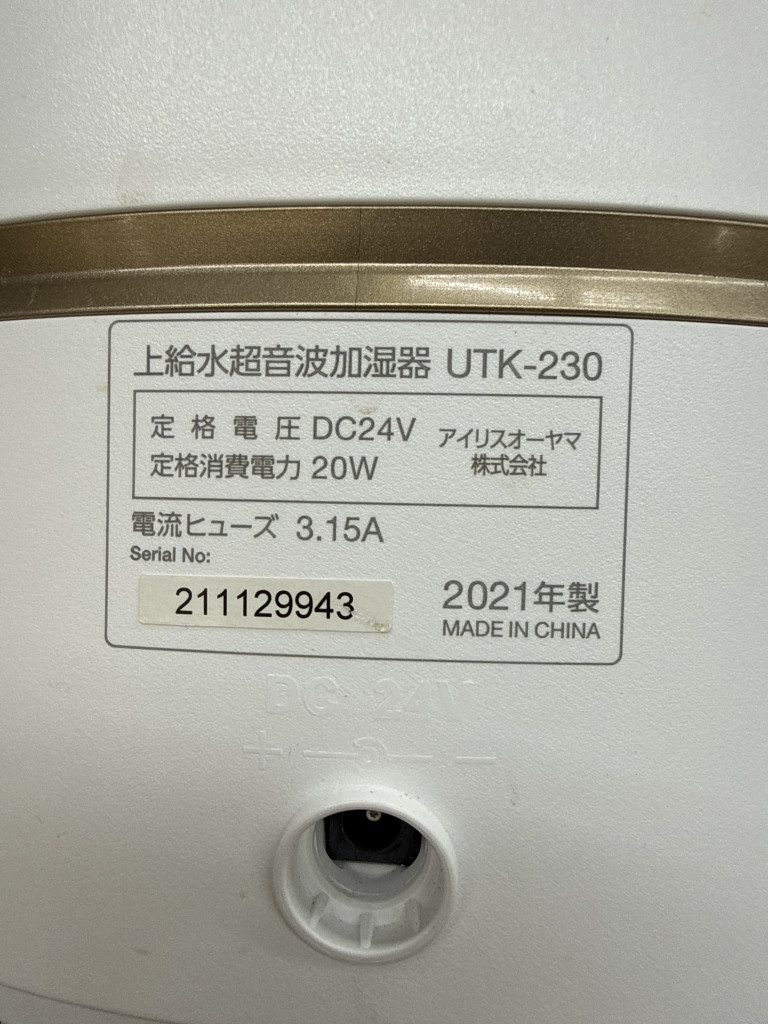 上給水超音波加湿器 UTK-230
定格電圧 DC24V
定格消費電力 20W
アイリスオーヤマ
株式会社
電流ヒューズ 3.15A
Serial No:
211129943
2021年製
MADE IN CHINA
DC 24V
+ −